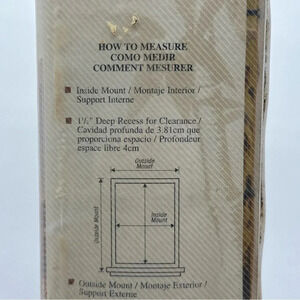 HOW TO MEASURE
COMO MEDIR
COMMENT MESURER
Inside Mount / Montaje Interior /
Support Interne
1½" Deep Recess for Clearance /
Cavidad profunda de 3.81cm que
proporciona espacio / Profondeur
espace libre 4cm
Outside
Mount
Outside Mount
Inside
Mount
Outside Mount / Montaje Exterior /
Support Externe